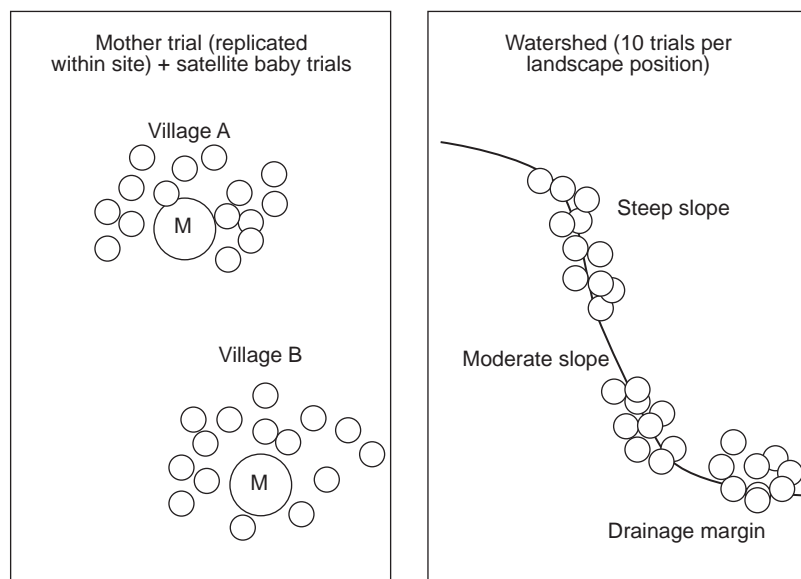 Mother trial (replicated
within site) + satellite baby trials
Village A
M
Village B
M
Watershed (10 trials per
landscape position)
Steep slope
Moderate slope
Drainage margin